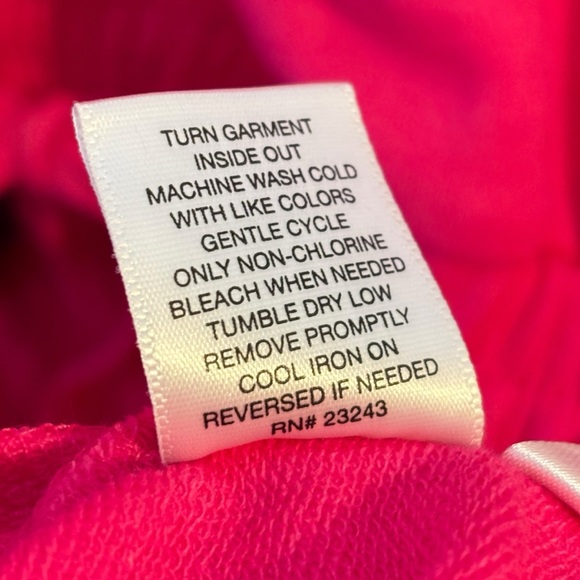 TURN GARMENT
INSIDE OUT
MACHINE WASH COLD
WITH LIKE COLORS
GENTLE CYCLE
ONLY NON-CHLORINE
BLEACH WHEN NEEDED
TUMBLE DRY LOW
REMOVE PROMPTLY
COOL IRON ON
REVERSED IF NEEDED
RN# 23243